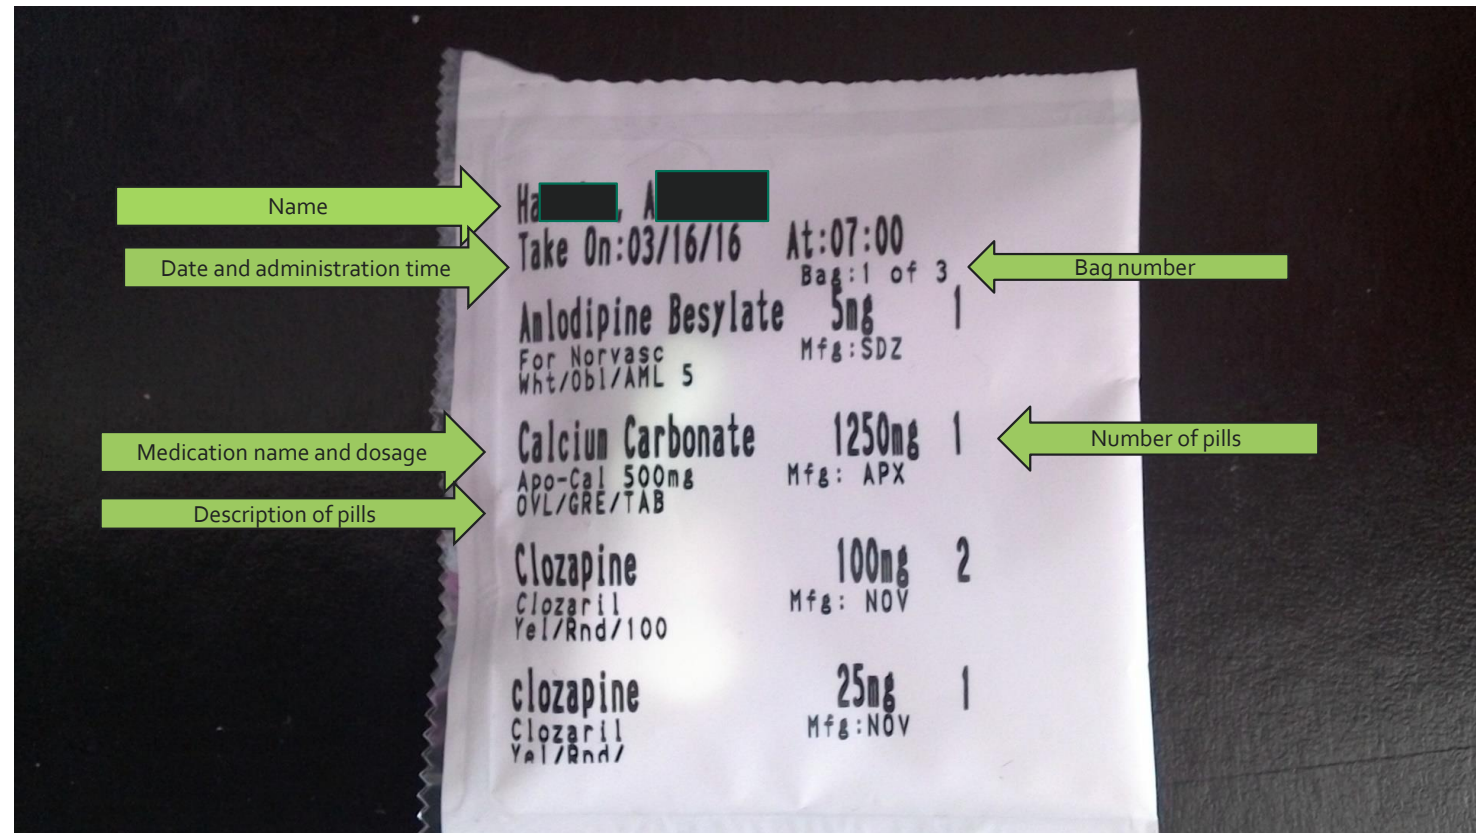 Name
Ha , A
Date and administration time
Take On:03/16/16 At:07:00
Bag:1 of 3
Bag number
Amlodipine Besylate 5mg 1
For Norvasc Mfg:SDZ
Wht/Obl/AML 5
Medication name and dosage
Calcium Carbonate 1250mg 1
Number of pills
Apo-Cal 500mg Mfg: APX
Description of pills
OVL/GRE/TAB
Clozapine 100mg 2
Clozaril Mfg: NOV
Yel/Rnd/100
clozapine 25mg 1
Clozaril Mfg:NOV
Yel/Rnd/